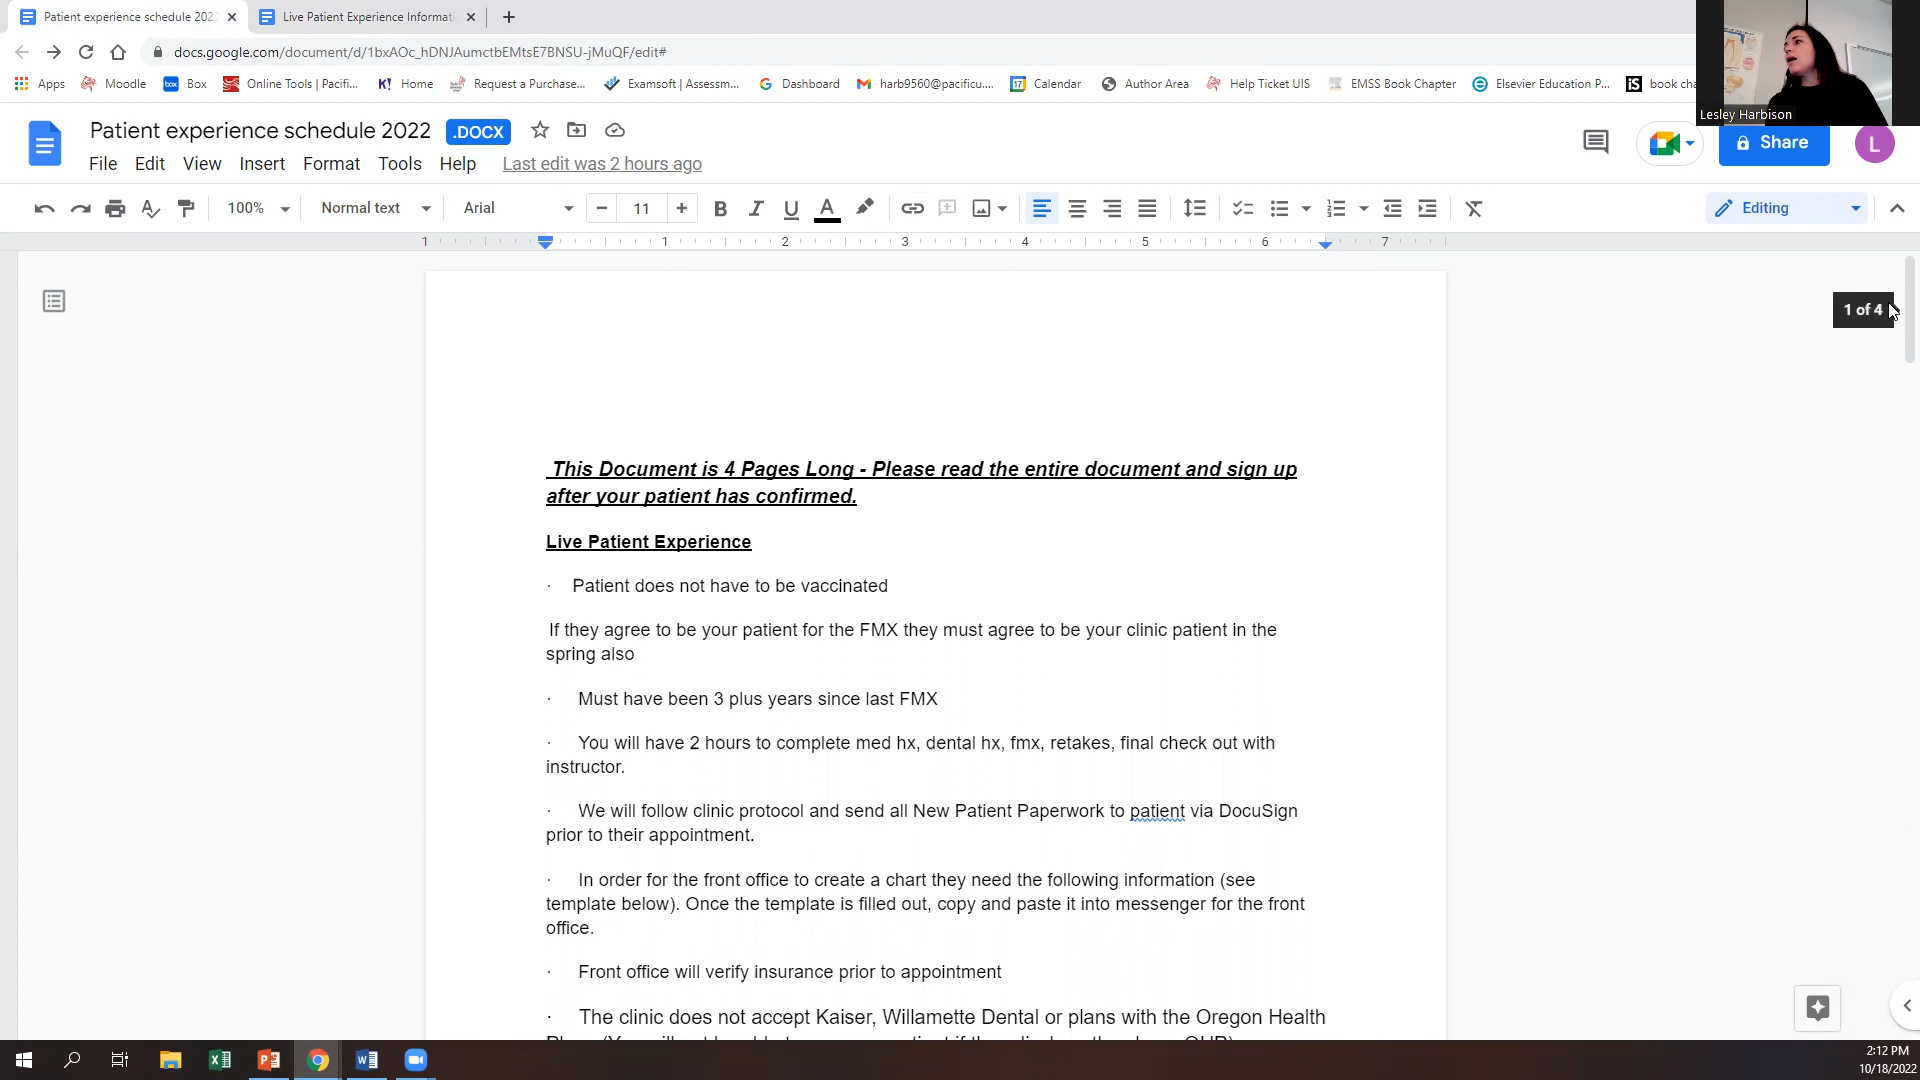 Patient experience schedule 202
Live Patient Experience Informati
docs.google.com/document/d/1bxAOc_hDNJAumctbEMtsE7BNSU-jMuQF/edit#
Apps Moodle Box Online Tools | Pacifi... Home Request a Purchase... Examsoft | Assessm... Dashboard harb9560@pacificu.... Calendar Author Area Help Ticket UIS EMSS Book Chapter Elsevier Education P... book cha
Lesley Harbison
Patient experience schedule 2022 .DOCX
Share
L
File Edit View Insert Format Tools Help Last edit was 2 hours ago
100% Normal text Arial 11 Editing
1 1 2 3 4 5 6 7
1 of 4
This Document is 4 Pages Long - Please read the entire document and sign up
after your patient has confirmed.
Live Patient Experience
· Patient does not have to be vaccinated
If they agree to be your patient for the FMX they must agree to be your clinic patient in the
spring also
· Must have been 3 plus years since last FMX
· You will have 2 hours to complete med hx, dental hx, fmx, retakes, final check out with
instructor.
· We will follow clinic protocol and send all New Patient Paperwork to patient via DocuSign
prior to their appointment.
· In order for the front office to create a chart they need the following information (see
template below). Once the template is filled out, copy and paste it into messenger for the front
office.
· Front office will verify insurance prior to appointment
· The clinic does not accept Kaiser, Willamette Dental or plans with the Oregon Health
2:12 PM
10/18/2022